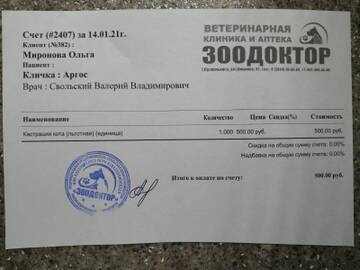 Счет (#2407) за 14.01.21г.
Клиент (№382) :
Миронова Ольга
Пациент :
Кличка : Аргос
Врач : Свольский Валерий Владимирович
ВЕТЕРИНАРНАЯ
КЛИНИКА И АПТЕКА
ЗООДОКТОР
Наименование Количество Цена Скидка(%) Стоимость
Кастрация кота (льготная) (единица) 1.000 500.00 руб. 500.00 руб.
Скидка на общую сумму счета: 0.00%
Надбавка на общую сумму счета: 0.00%
Итого к оплате по счету: 500.00 руб.
ЗООДОКТОР